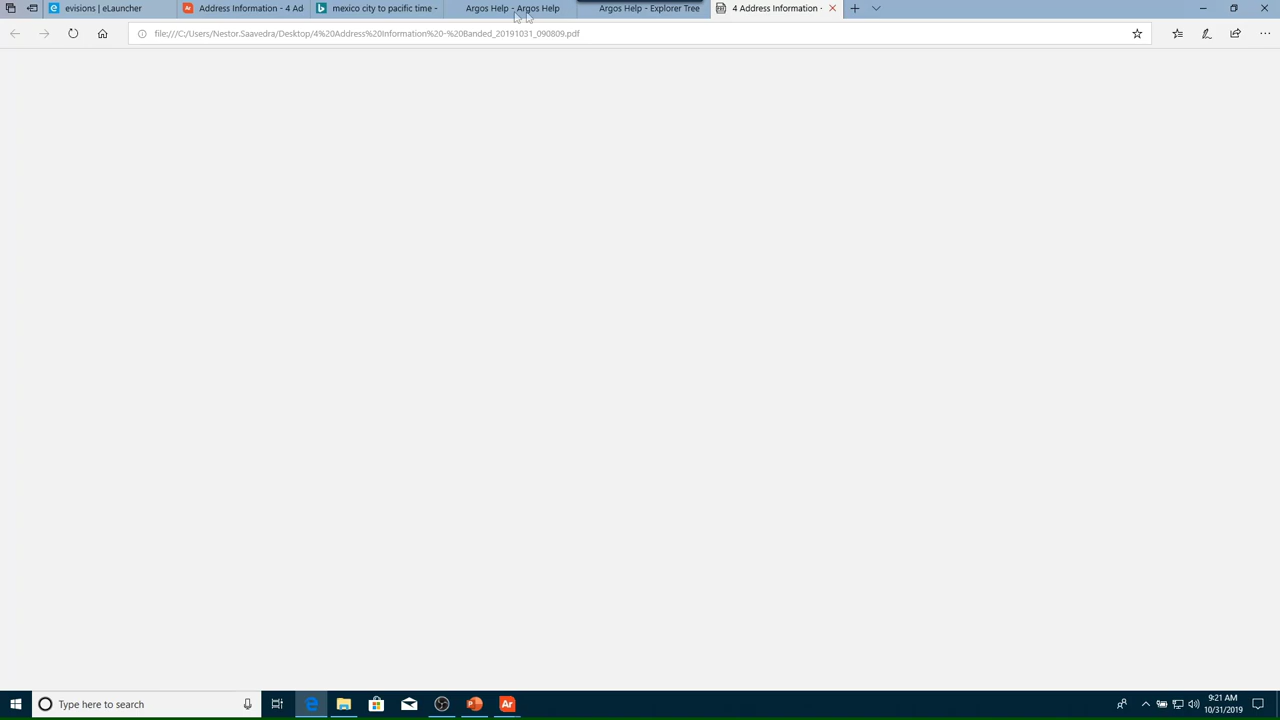 evisions | eLauncher
Address Information - 4 Ad
mexico city to pacific time -
Argos Help - Argos Help
Argos Help - Explorer Tree
4 Address Information -
file:///C:/Users/Nestor.Saavedra/Desktop/4%20Address%20Information%20-%20Banded_20191031_090809.pdf
Type here to search
Ar
9:21 AM
10/31/2019